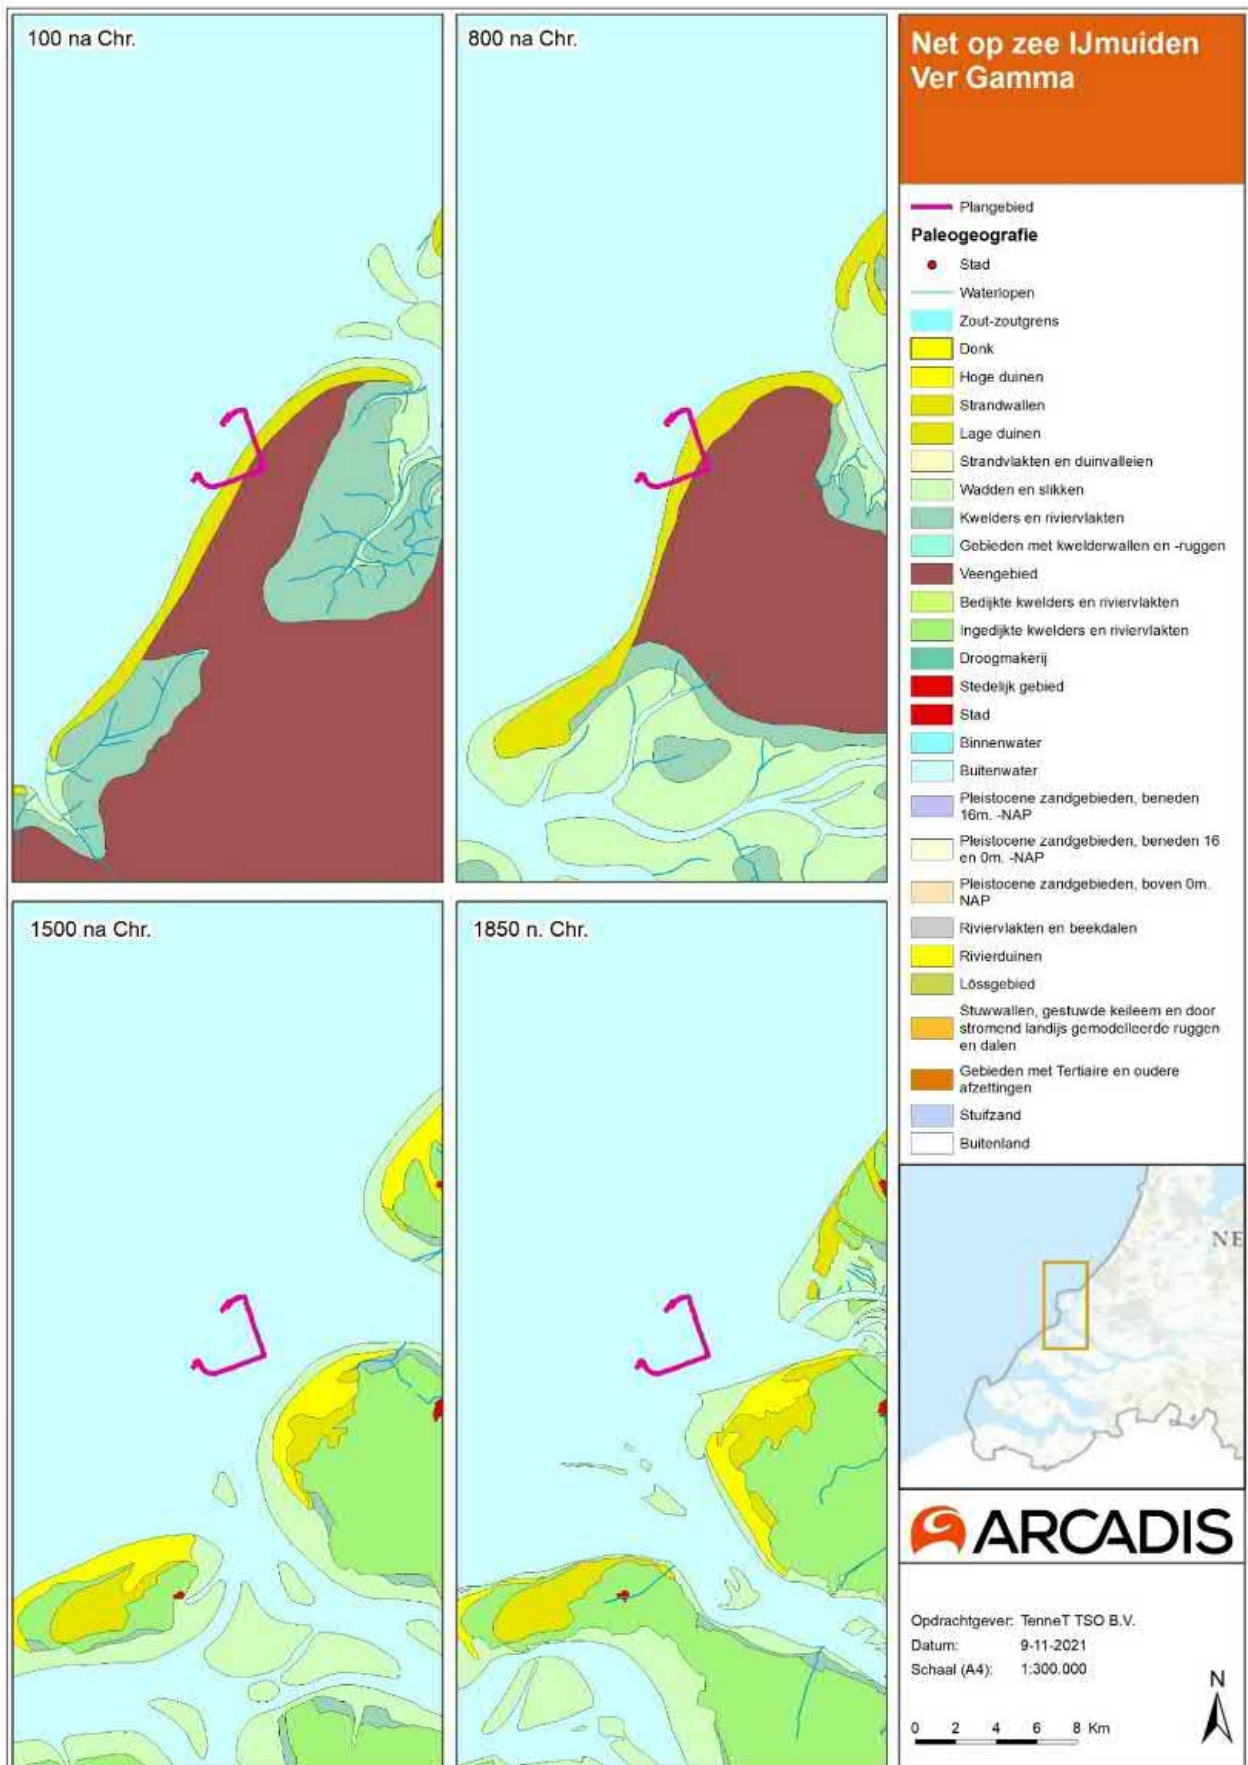 100 na Chr.
800 na Chr.
1500 na Chr.
1850 n. Chr.
Net op zee IJmuiden
Ver Gamma
Plangebied
Paleogeografie
Stad
Waterlopen
Zout-zoutgrens
Donk
Hoge duinen
Strandwallen
Lage duinen
Strandvlakten en duinvalleien
Wadden en slikken
Kwelders en riviervlakten
Gebieden met kwelderwallen en -ruggen
Veengebied
Bedijkte kwelders en riviervlakten
Ingedijkte kwelders en riviervlakten
Droogmakerij
Stedelijk gebied
Stad
Binnenwater
Buitenwater
Pleistocene zandgebieden, beneden
16m. -NAP
Pleistocene zandgebieden, beneden 16
en 0m. -NAP
Pleistocene zandgebieden, boven 0m.
NAP
Riviervlakten en beekdalen
Rivierduinen
Lössgebied
Stuwwallen, gestuwde keileem en door
stromend landijs gemodelleerde ruggen
en dalen
Gebieden met Tertiaire en oudere
afzettingen
Stuifzand
Buitenland
NE
ARCADIS
Opdrachtgever: TenneT TSO B.V.
Datum: 9-11-2021
Schaal (A4): 1:300.000
N
0 2 4 6 8 Km